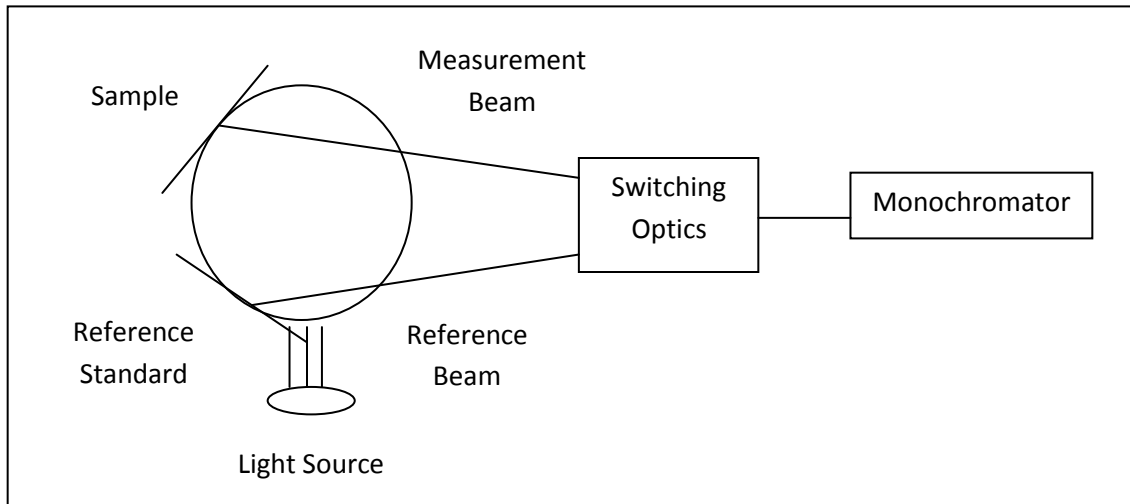 Sample
Measurement
Beam
Switching
Optics
Monochromator
Reference
Standard
Reference
Beam
Light Source